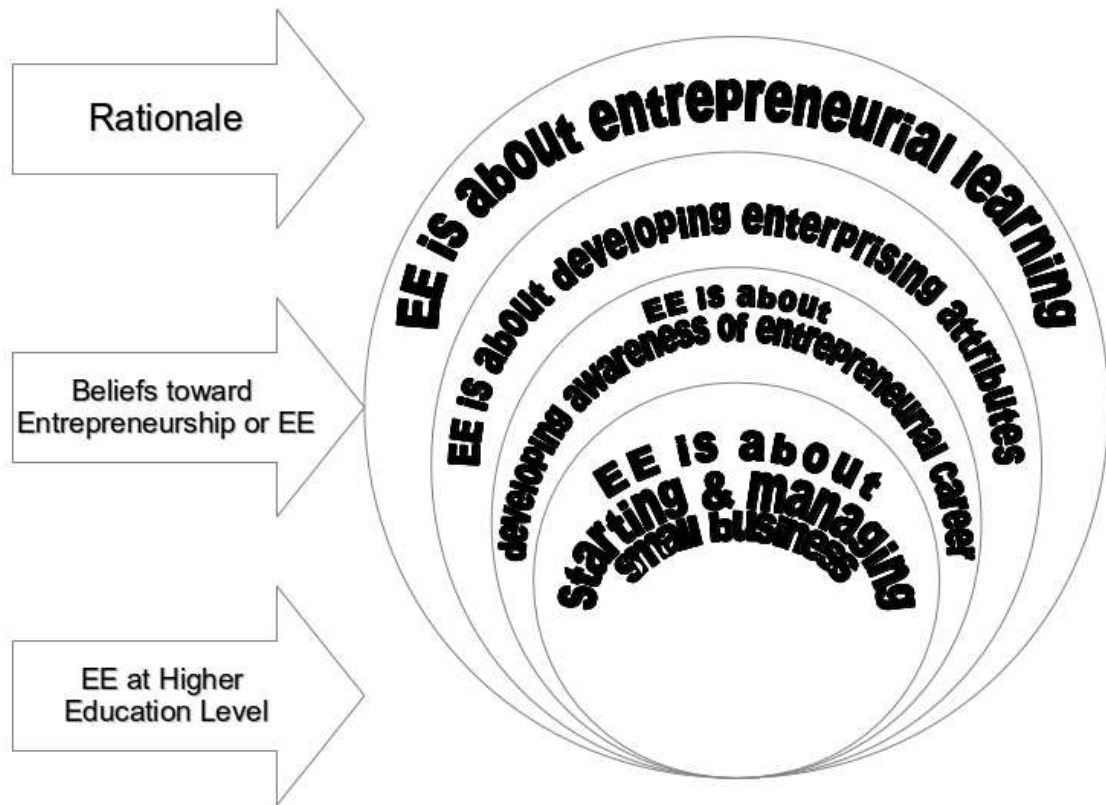 Rationale
Beliefs toward
Entrepreneurship or EE
EE at Higher
Education Level
EE is about entrepreneurial learning
EE is about developing enterprising attributes
EE is about
developing awareness of entrepreneurial career
EE is about
starting & managing
small business